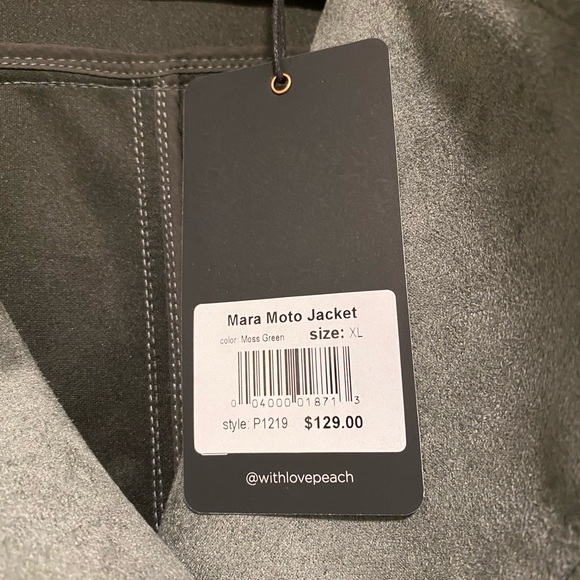 Mara Moto Jacket
color: Moss Green size: XL
0 04000 01871 3
style: P1219 $129.00
@withlovepeach